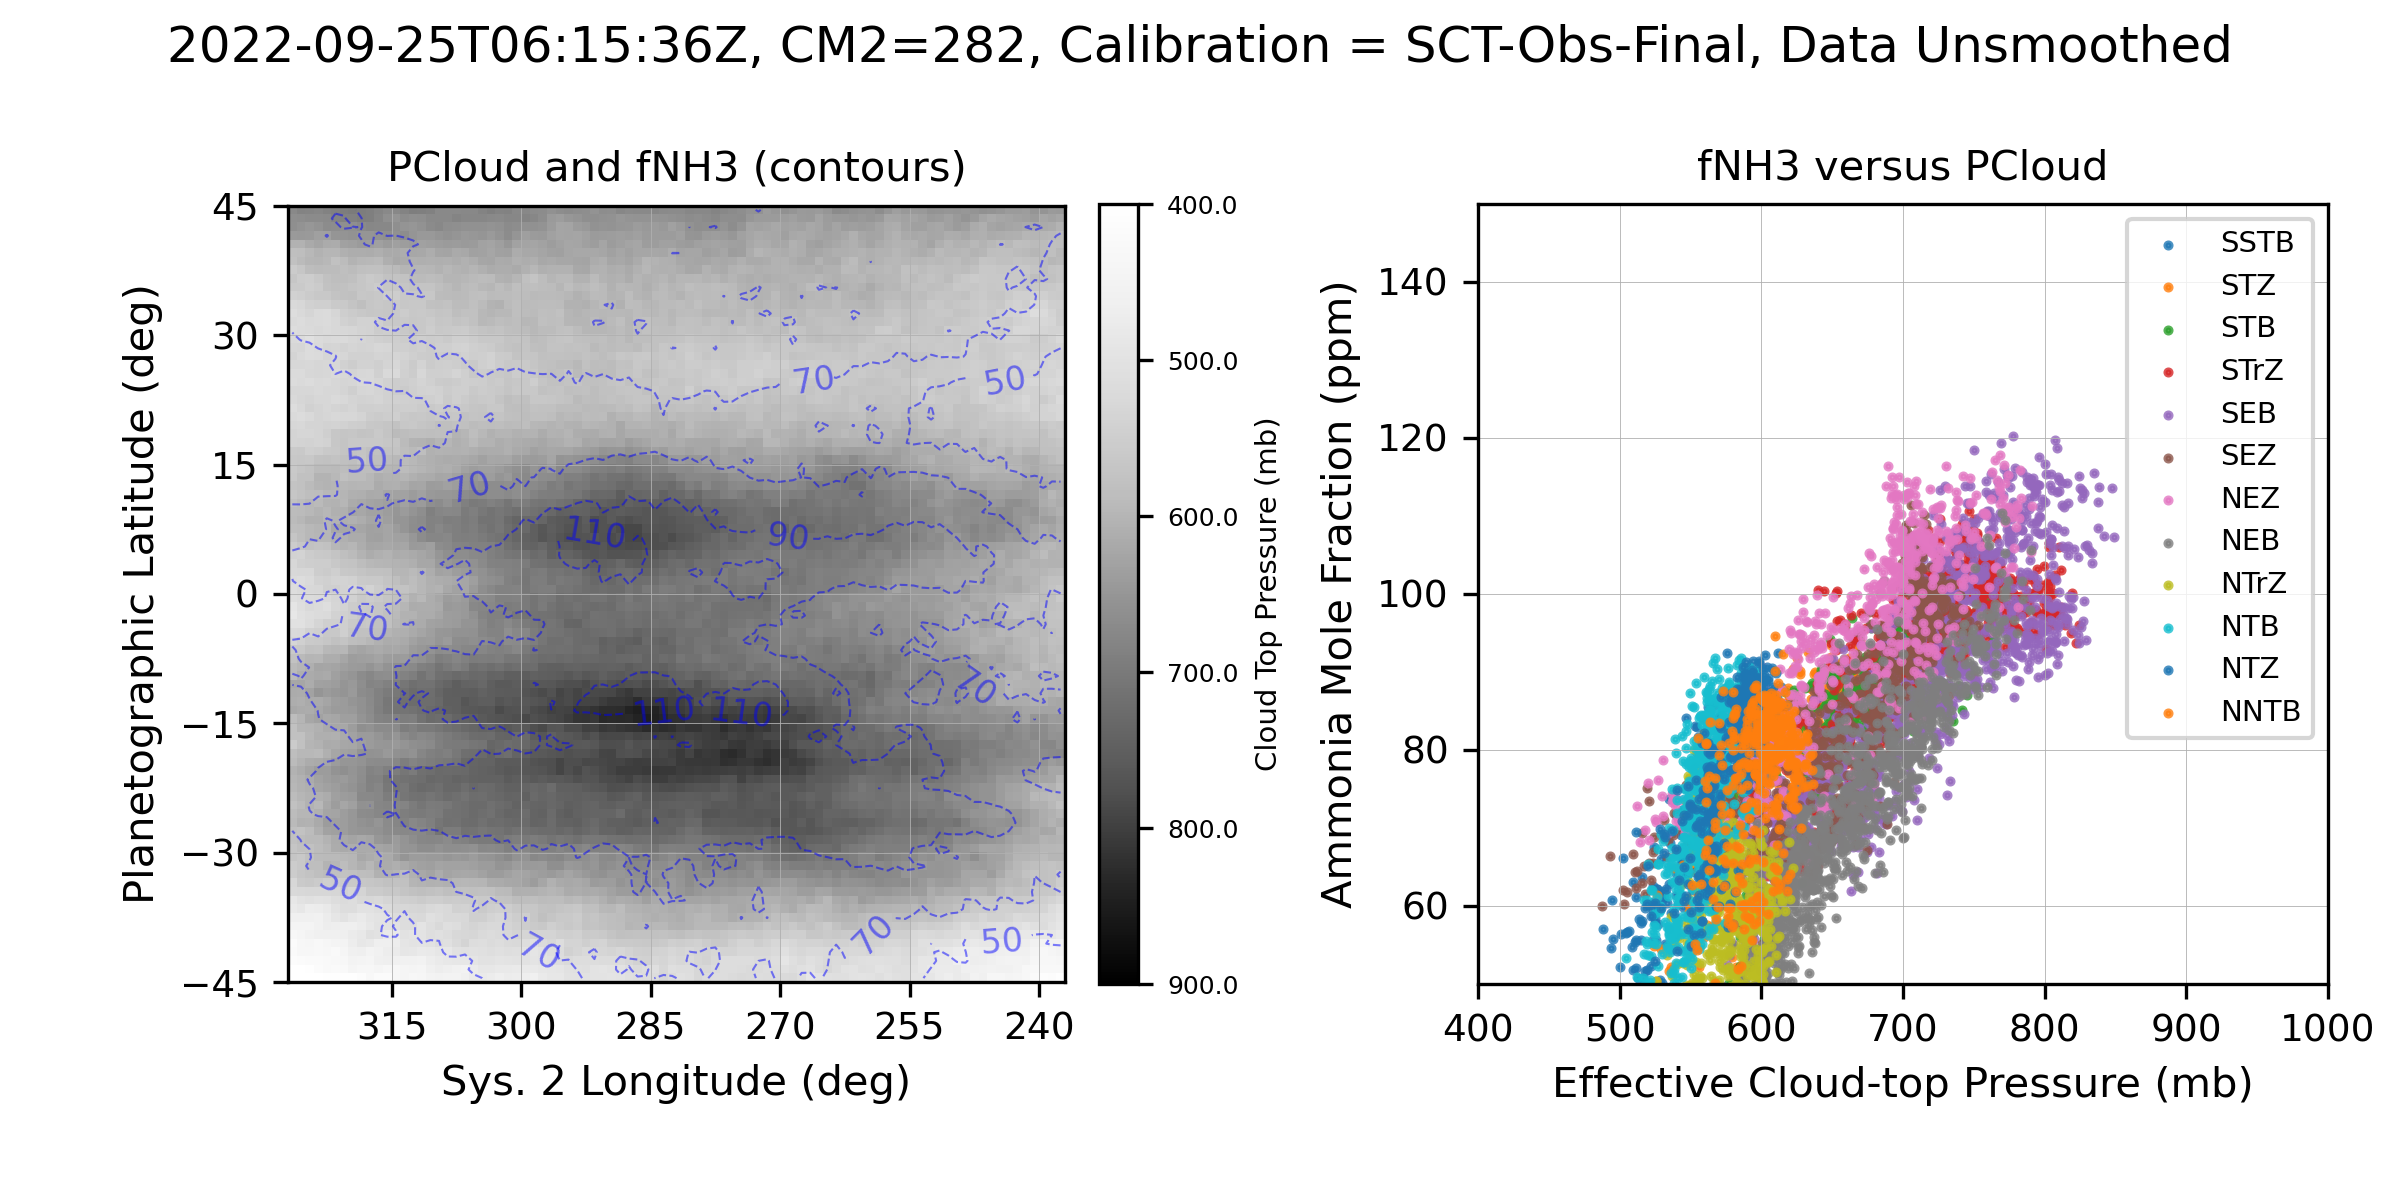 2022-09-25T06:15:36Z, CM2=282, Calibration = SCT-Obs-Final, Data Unsmoothed
PCloud and fNH3 (contours)
Planetographic Latitude (deg)
45
30
15
0
−15
−30
−45
315
300
285
270
255
240
Sys. 2 Longitude (deg)
70
50
50
70
110
90
70
70
110
110
50
70
70
50
400.0
500.0
600.0
700.0
800.0
900.0
Cloud Top Pressure (mb)
fNH3 versus PCloud
Ammonia Mole Fraction (ppm)
140
120
100
80
60
400
500
600
700
800
900
1000
Effective Cloud-top Pressure (mb)
SSTB
STZ
STB
STrZ
SEB
SEZ
NEZ
NEB
NTrZ
NTB
NTZ
NNTB